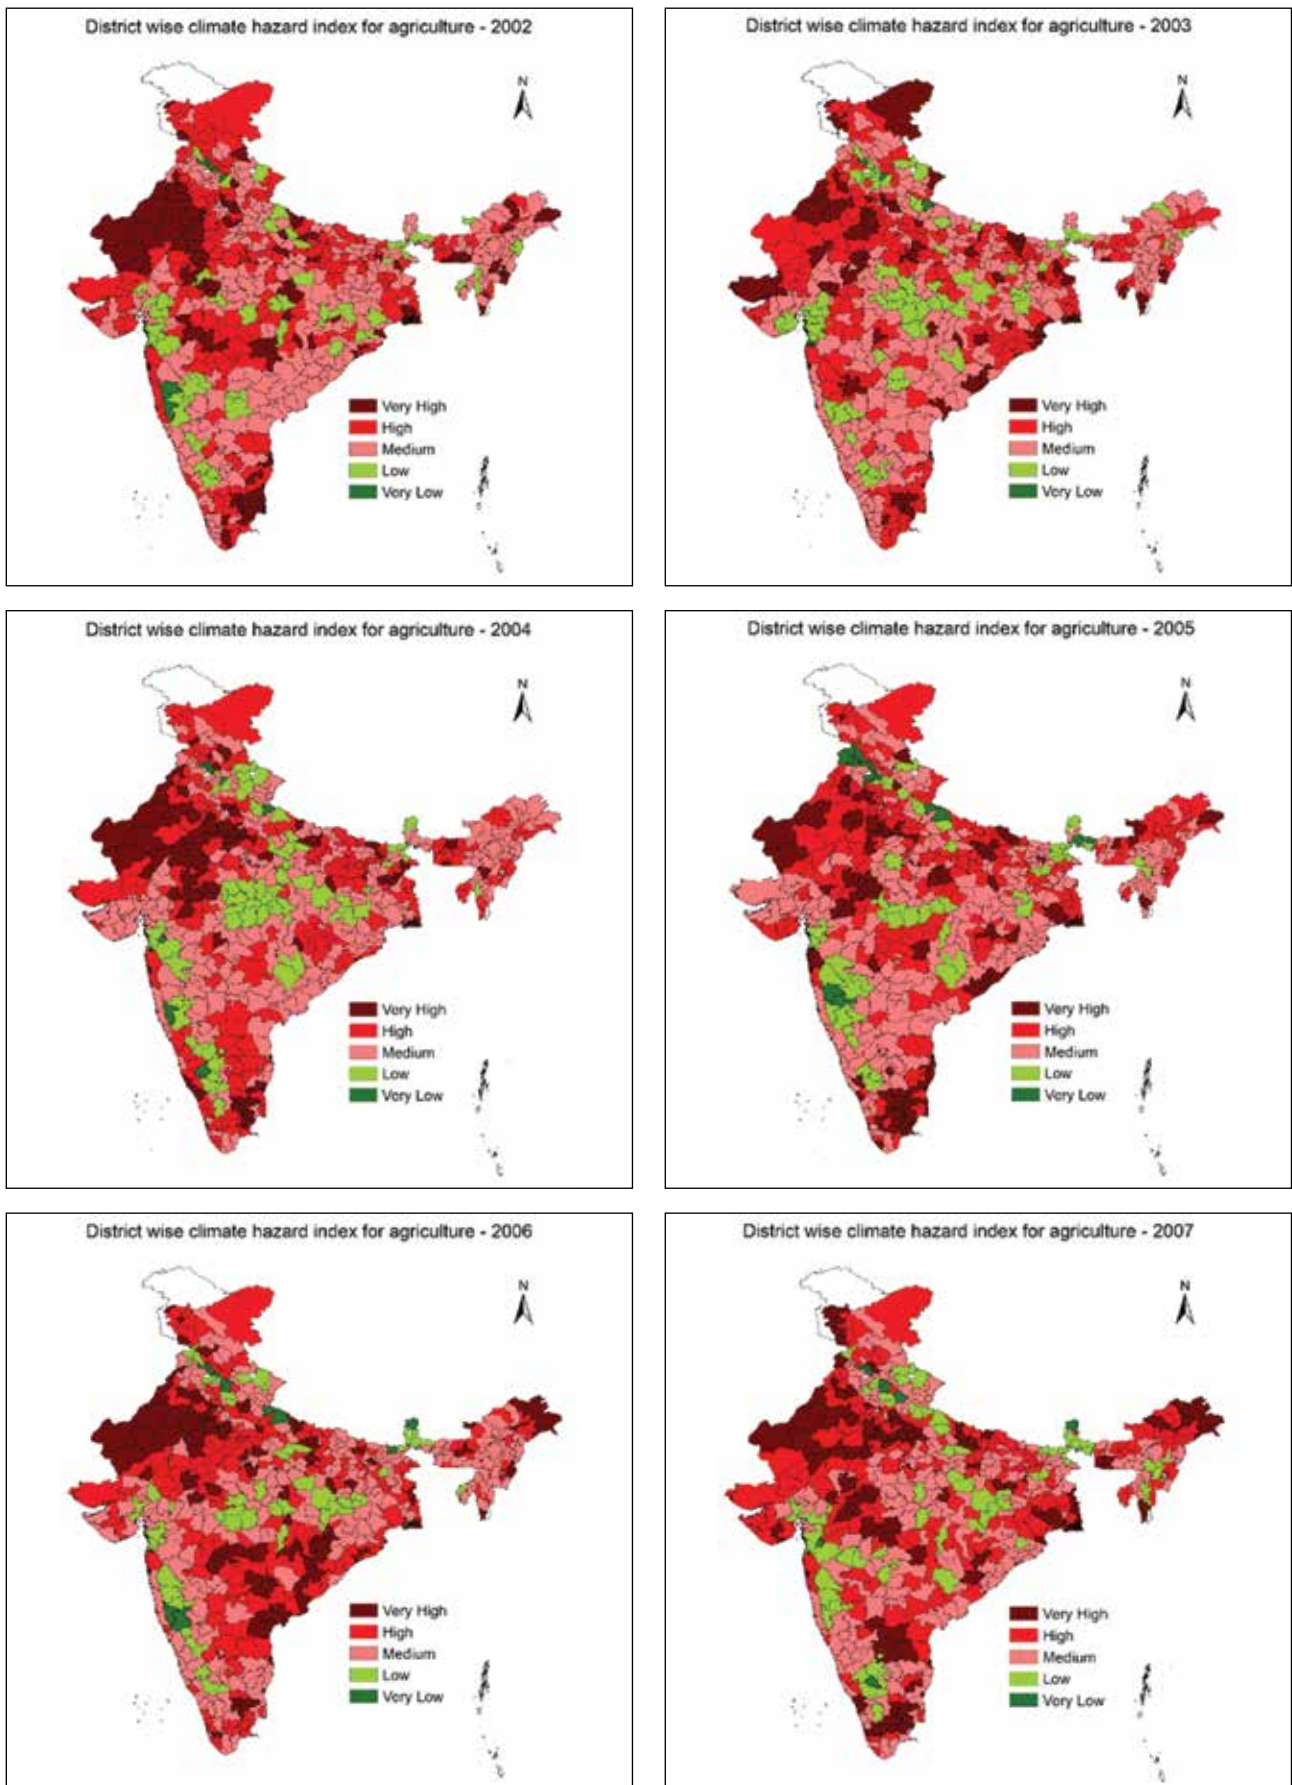 District wise climate hazard index for agriculture - 2002
N
Very High
High
Medium
Low
Very Low
District wise climate hazard index for agriculture - 2003
N
Very High
High
Medium
Low
Very Low
District wise climate hazard index for agriculture - 2004
N
Very High
High
Medium
Low
Very Low
District wise climate hazard index for agriculture - 2005
N
Very High
High
Medium
Low
Very Low
District wise climate hazard index for agriculture - 2006
N
Very High
High
Medium
Low
Very Low
District wise climate hazard index for agriculture - 2007
N
Very High
High
Medium
Low
Very Low